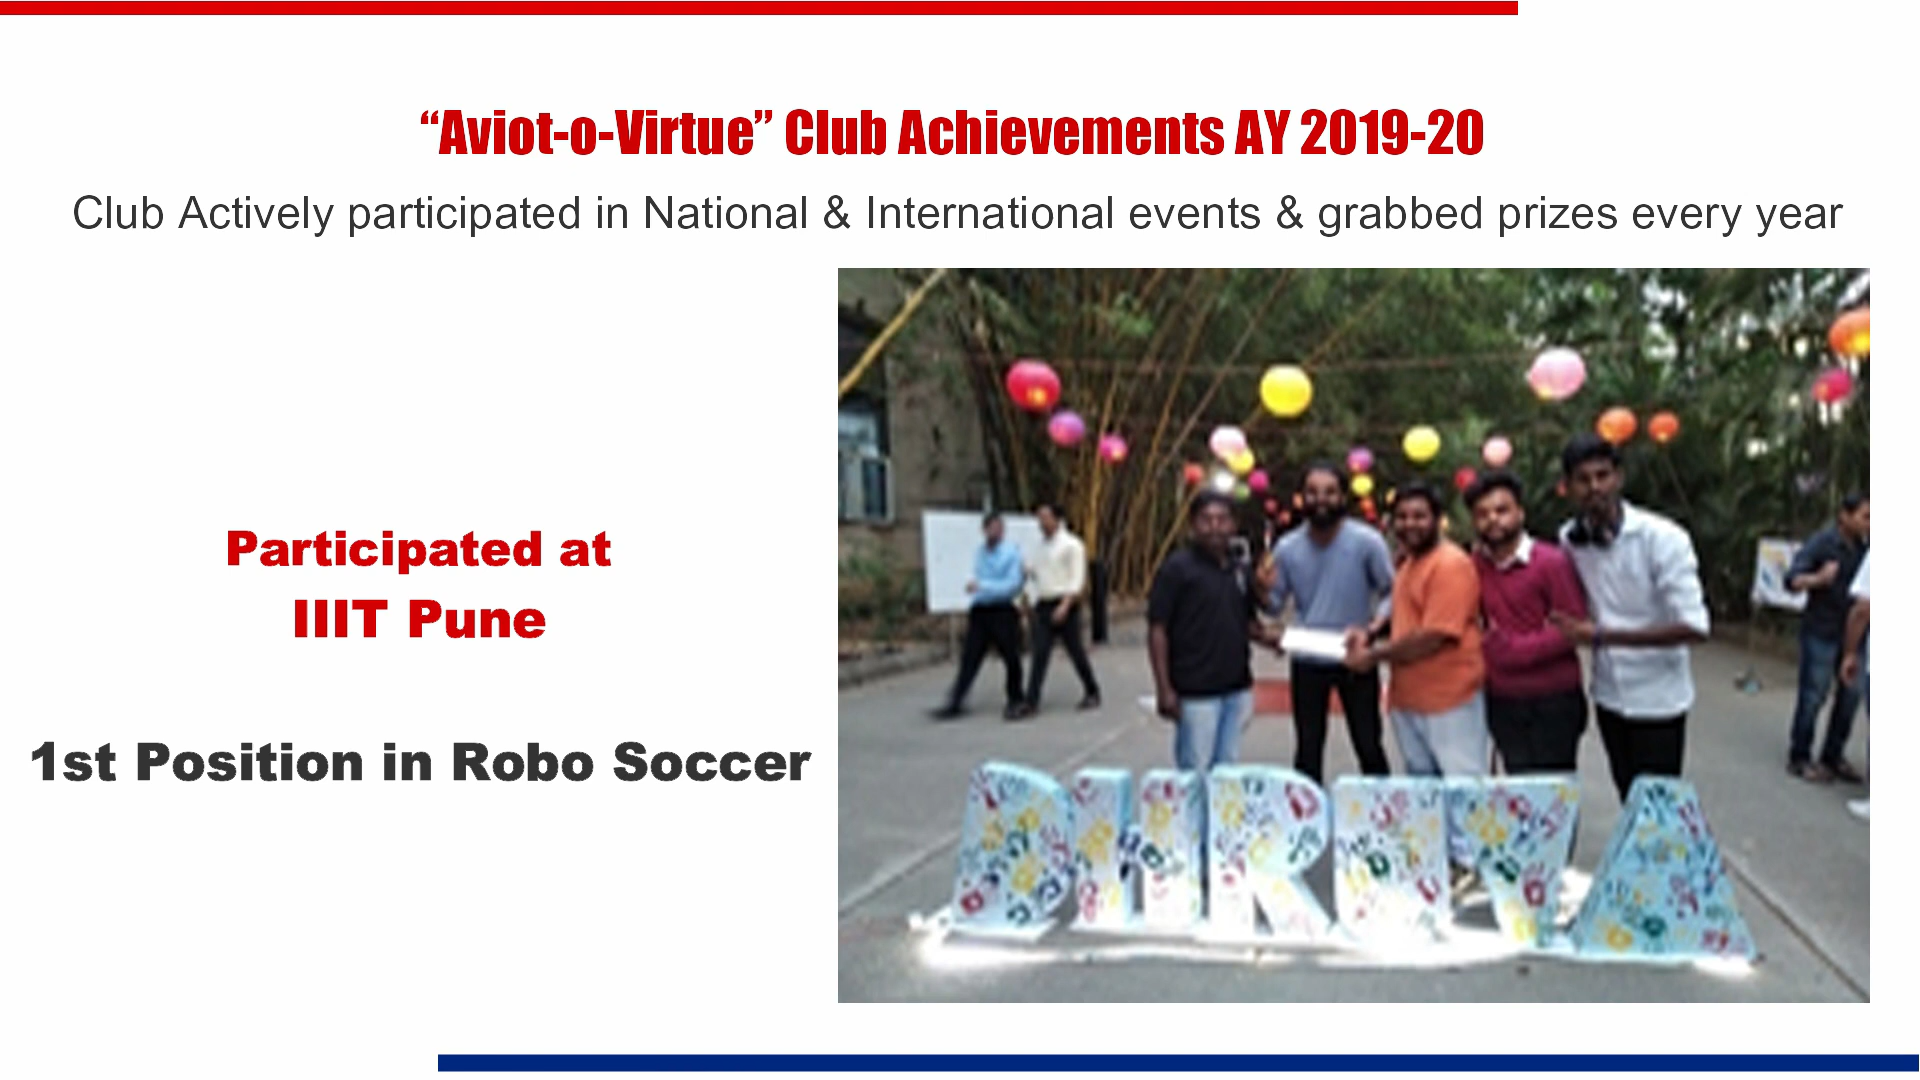 “Aviot-o-Virtue” Club Achievements AY 2019-20
Club Actively participated in National & International events & grabbed prizes every year
Participated at
IIIT Pune
1st Position in Robo Soccer